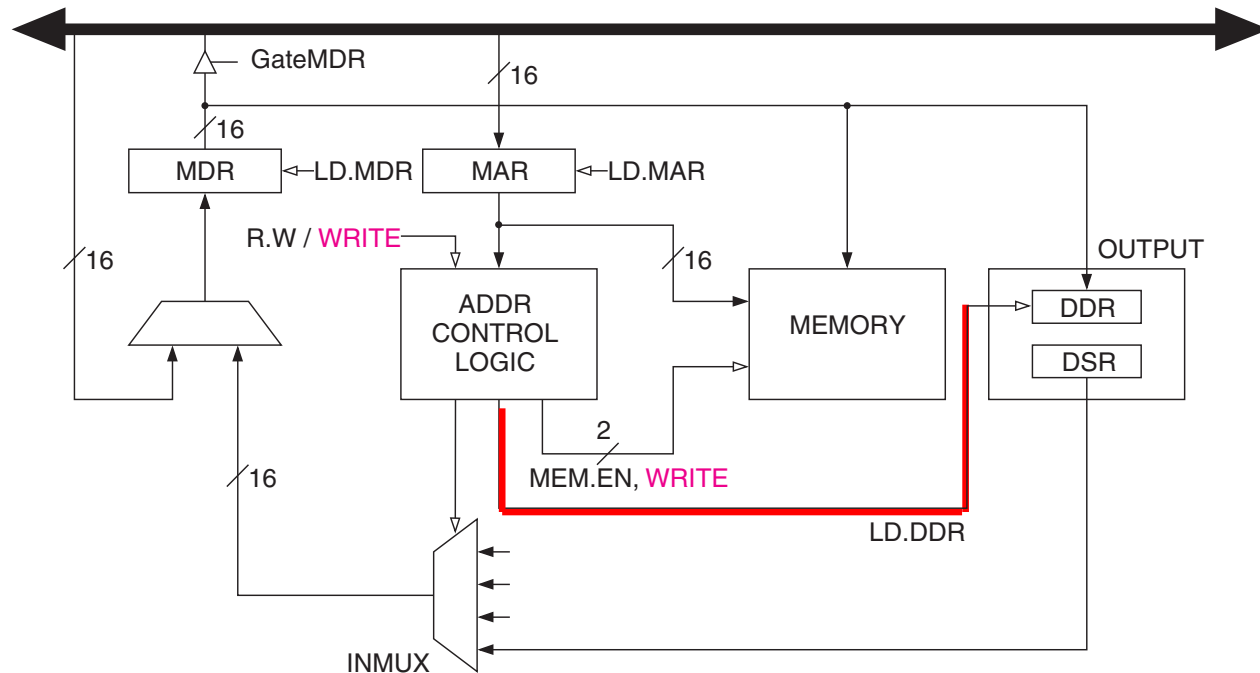 GateMDR
16
16
MDR
LD.MDR
MAR
LD.MAR
R.W / WRITE
16
16
OUTPUT
ADDR
CONTROL
LOGIC
MEMORY
DDR
DSR
2
16
MEM.EN, WRITE
LD.DDR
INMUX